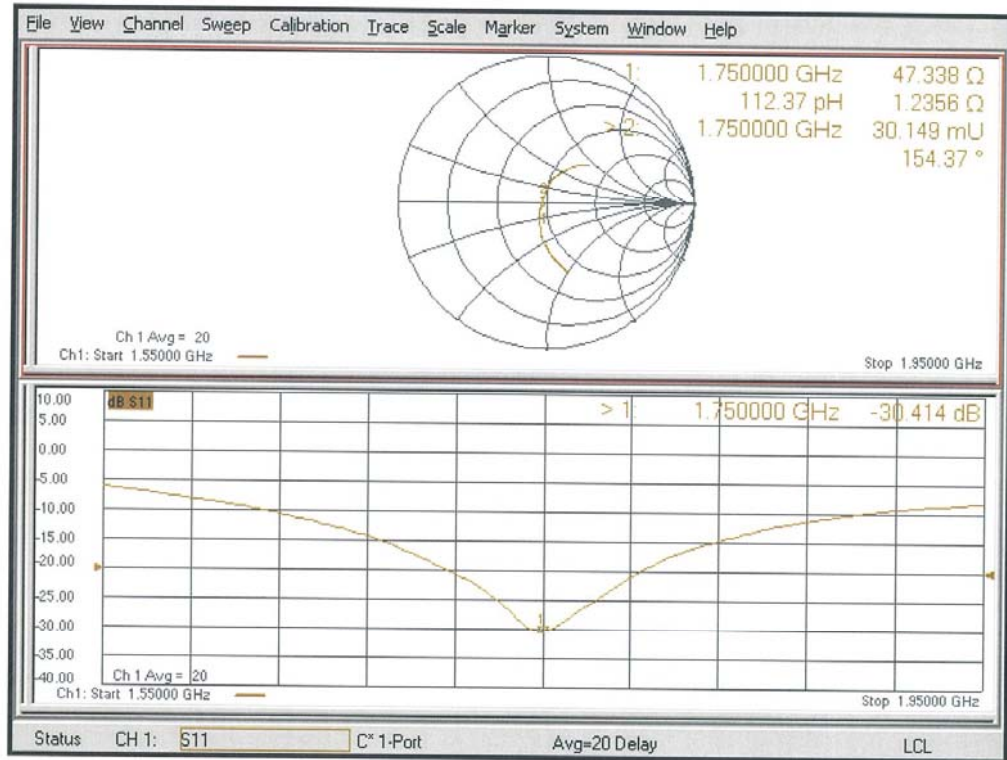 File View Channel Sweep Calibration Trace Scale Marker System Window Help
1: 1.750000 GHz 47.338 Ω
112.37 pH 1.2356 Ω
> 2: 1.750000 GHz 30.149 mU
154.37 °
Ch 1 Avg = 20
Ch1: Start 1.55000 GHz Stop 1.95000 GHz
10.00 dB S11
> 1: 1.750000 GHz -30.414 dB
5.00
0.00
-5.00
-10.00
-15.00
-20.00
-25.00
-30.00 1
-35.00
-40.00 Ch 1 Avg = 20
Ch1: Start 1.55000 GHz Stop 1.95000 GHz
Status CH 1: S11 C* 1-Port Avg=20 Delay LCL